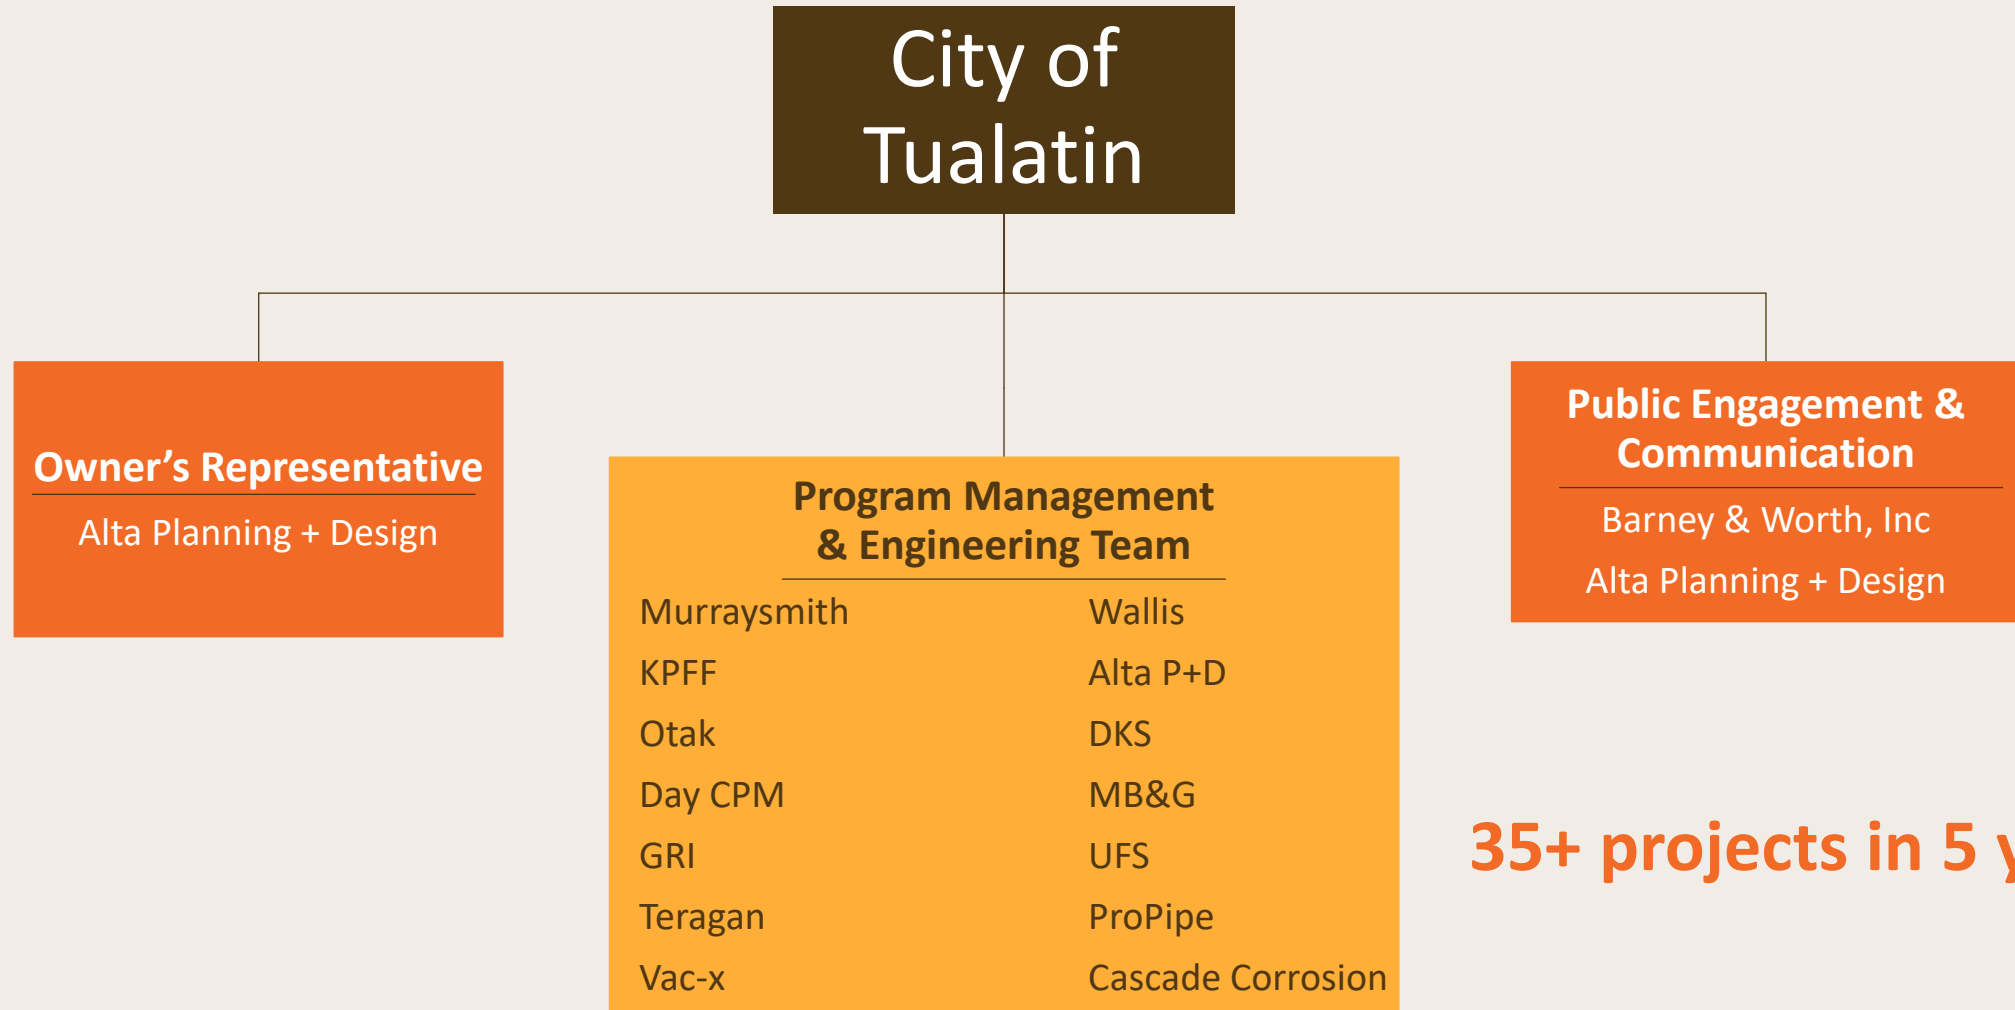 City of
Tualatin
Owner’s Representative
Alta Planning + Design
Program Management
& Engineering Team
Murraysmith
KPFF
Otak
Day CPM
GRI
Teragan
Vac-x
Wallis
Alta P+D
DKS
MB&G
UFS
ProPipe
Cascade Corrosion
Public Engagement &
Communication
Barney & Worth, Inc
Alta Planning + Design
35+ projects in 5